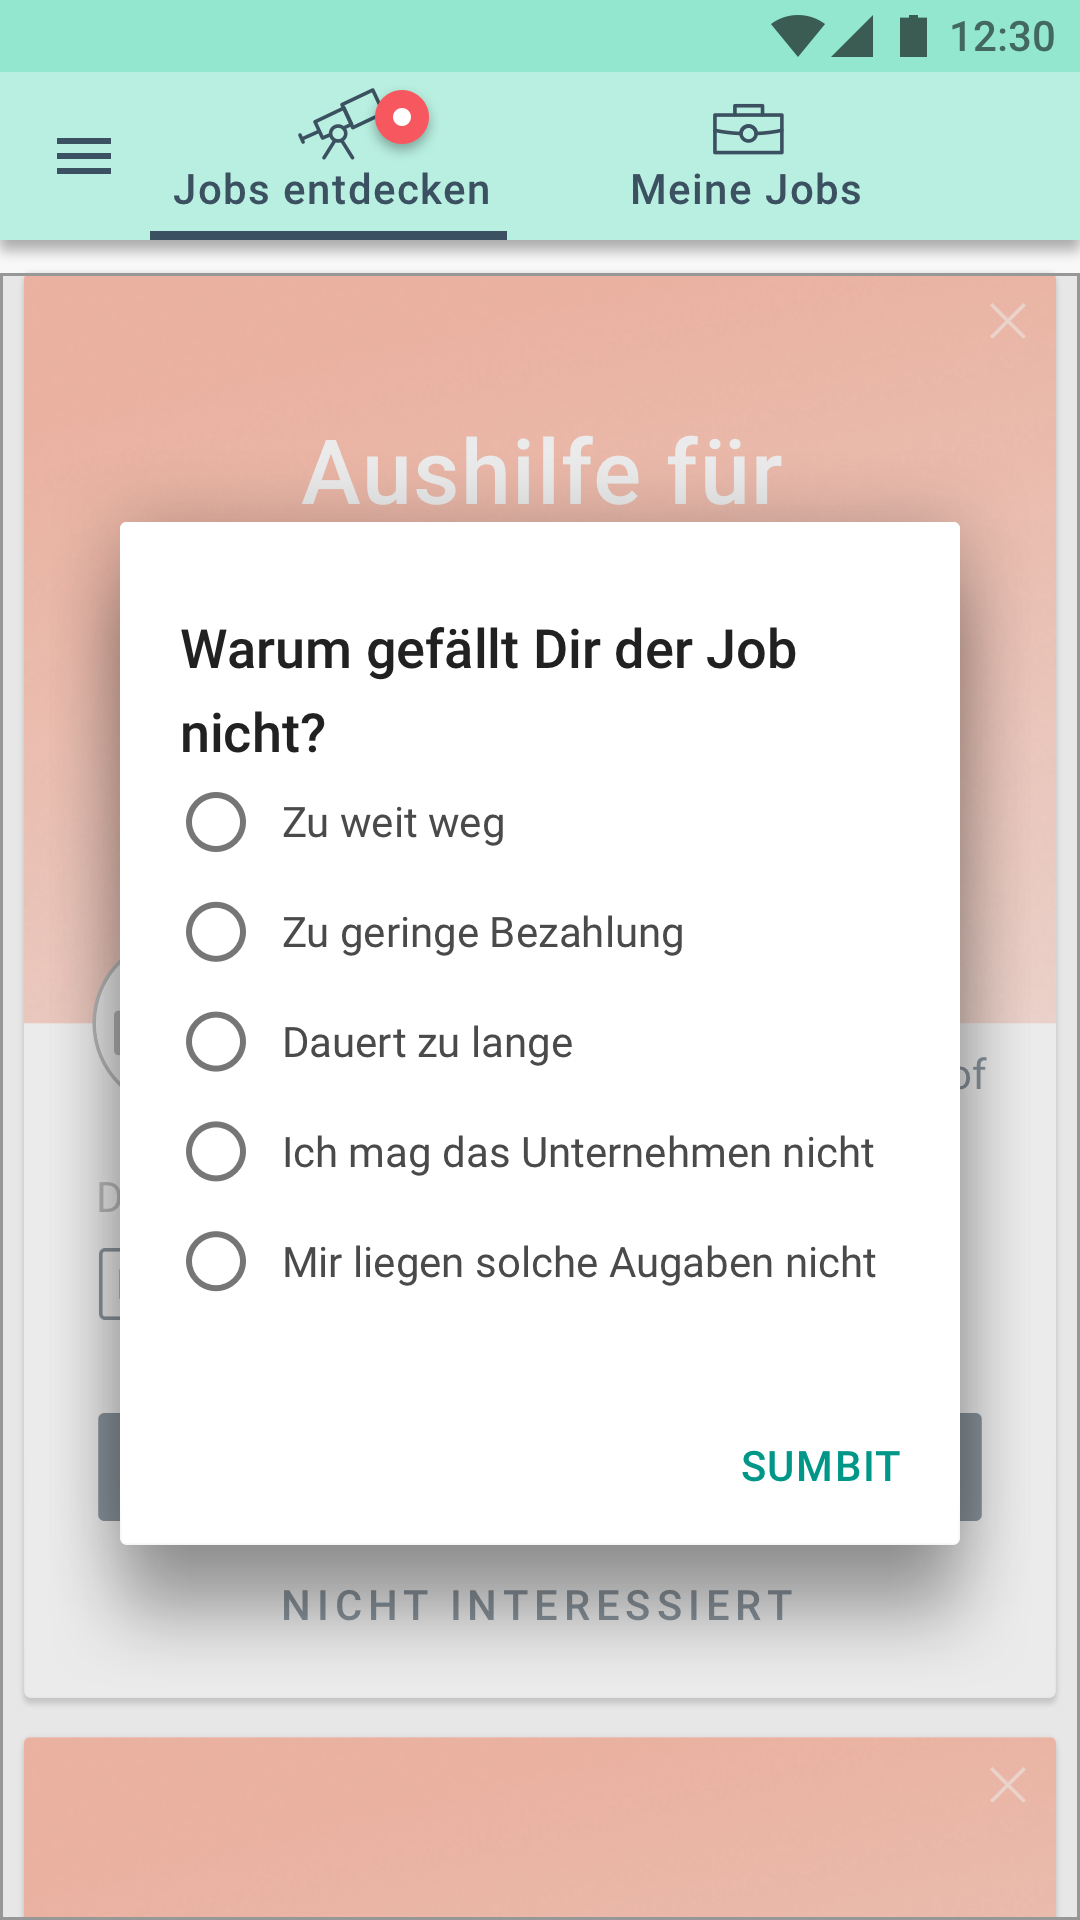 12:30
Jobs entdecken
Meine Jobs
Aushilfe für
Warum gefällt Dir der Job
nicht?
Zu weit weg
Zu geringe Bezahlung
Dauert zu lange
Ich mag das Unternehmen nicht
Mir liegen solche Augaben nicht
SUMBIT
NICHT INTERESSIERT